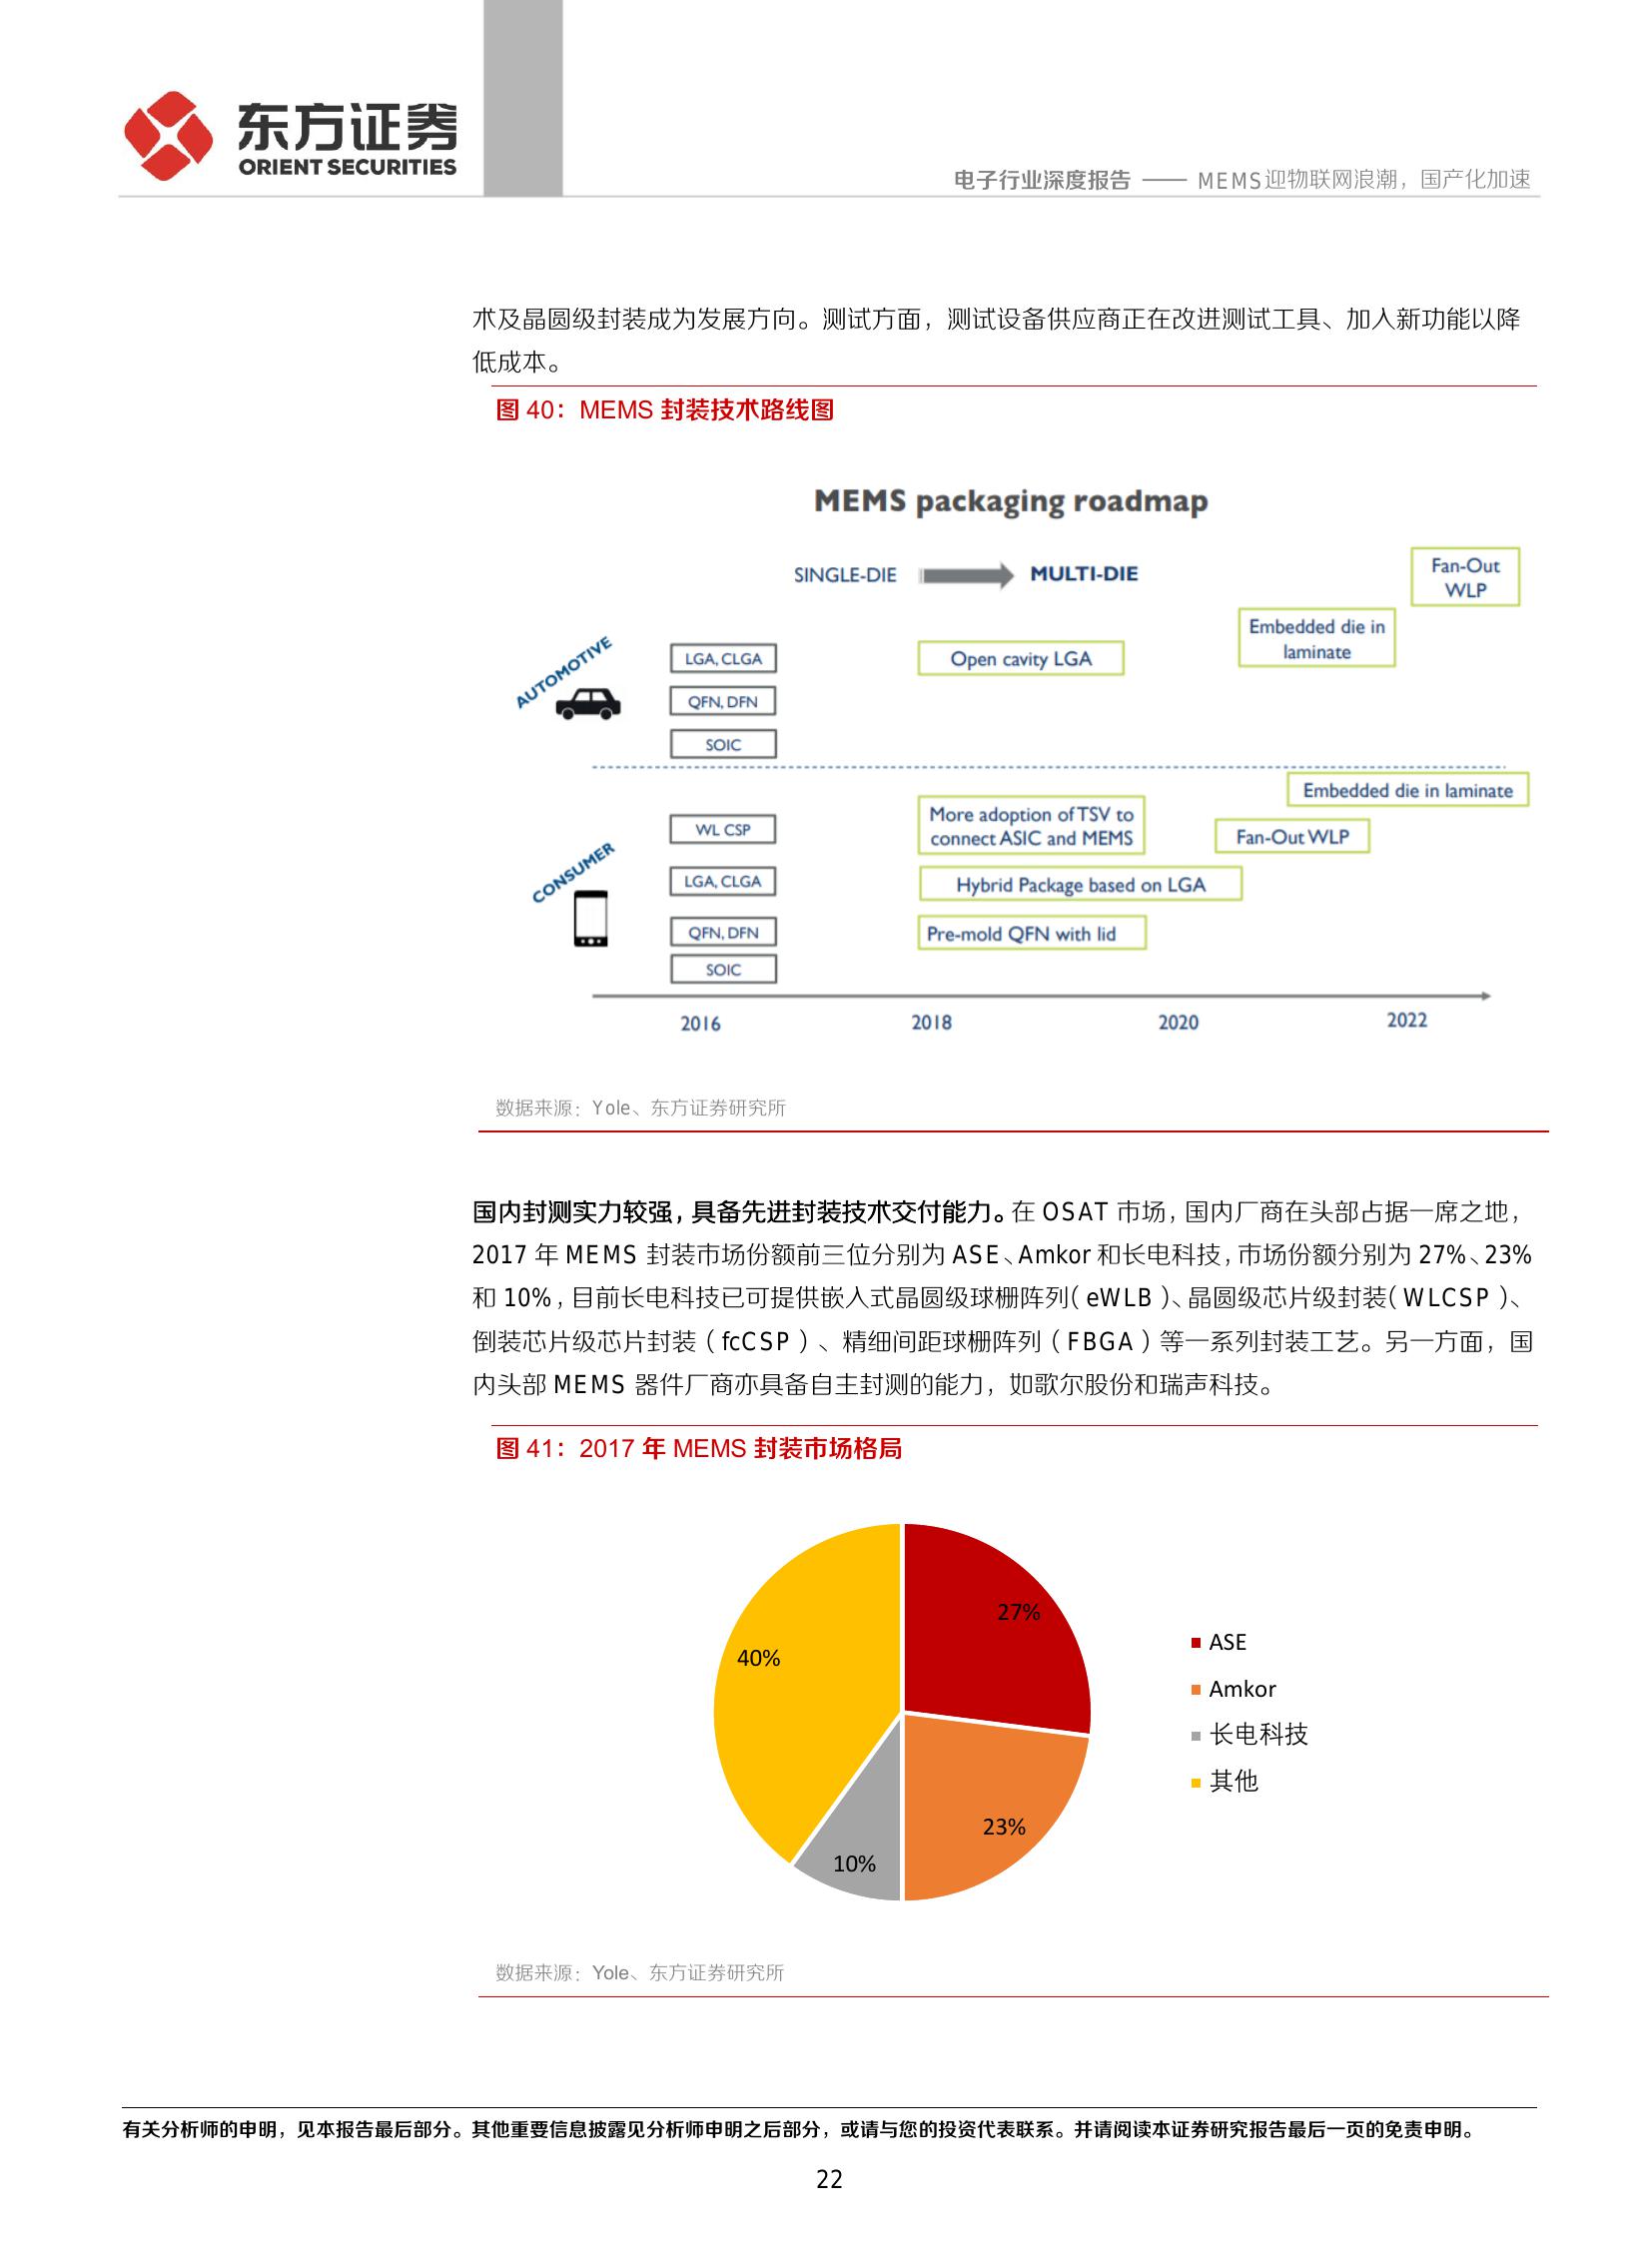 东方证券
ORIENT SECURITIES
电子行业深度报告 —— MEMS迎物联网浪潮，国产化加速
术及晶圆级封装成为发展方向。测试方面，测试设备供应商正在改进测试工具、加入新功能以降
低成本。
图 40：MEMS 封装技术路线图
MEMS packaging roadmap
SINGLE-DIE
MULTI-DIE
Fan-Out
WLP
Embedded die in
laminate
AUTOMOTIVE
LGA, CLGA
Open cavity LGA
QFN, DFN
SOIC
Embedded die in laminate
More adoption of TSV to
connect ASIC and MEMS
WL CSP
Fan-Out WLP
CONSUMER
LGA, CLGA
Hybrid Package based on LGA
QFN, DFN
Pre-mold QFN with lid
SOIC
2016
2018
2020
2022
数据来源：Yole、东方证券研究所
国内封测实力较强，具备先进封装技术交付能力。在 OSAT 市场，国内厂商在头部占据一席之地，
2017 年 MEMS 封装市场份额前三位分别为 ASE、Amkor 和长电科技，市场份额分别为 27%、23%
和 10%，目前长电科技已可提供嵌入式晶圆级球栅阵列（eWLB）、晶圆级芯片级封装（WLCSP）、
倒装芯片级芯片封装（fcCSP）、精细间距球栅阵列（FBGA）等一系列封装工艺。另一方面，国
内头部 MEMS 器件厂商亦具备自主封测的能力，如歌尔股份和瑞声科技。
图 41：2017 年 MEMS 封装市场格局
27%
40%
23%
10%
ASE
Amkor
长电科技
其他
数据来源：Yole、东方证券研究所
有关分析师的申明，见本报告最后部分。其他重要信息披露见分析师申明之后部分，或请与您的投资代表联系。并请阅读本证券研究报告最后一页的免责申明。
22